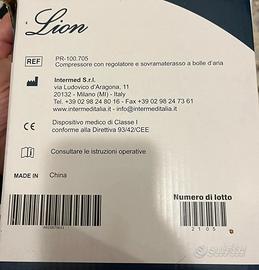 Lion
REF
PR-100.705
Compressore con regolatore e sovramaterasso a bolle d'aria
Intermed S.r.l.
via Ludovico d'Aragona, 11
20132 - Milano (MI) - Italy
Tel. +39 02 98 24 80 16 - Fax +39 02 98 24 73 61
www.intermeditalia.it - info@intermeditalia.it
CE
Dispositivo medico di Classe I
conforme alla Direttiva 93/42/CEE
Consultare le istruzioni operative
MADE IN
China
Numero di lotto
2105
subito